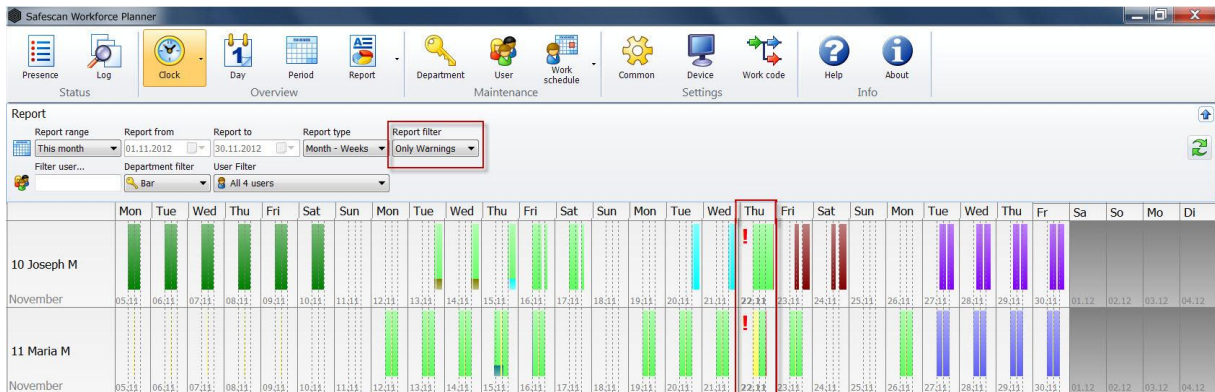 Safescan Workforce Planner
Presence Log Clock Day Period Report Department User Work schedule Common Device Work code Help About
Status Overview Maintenance Settings Info
Report
Report range Report from Report to Report type Report filter
This month 01.11.2012 30.11.2012 Month - Weeks Only Warnings
Filter user... Department filter User Filter
Bar All 4 users
Mon Tue Wed Thu Fri Sat Sun Mon Tue Wed Thu Fri Sat Sun Mon Tue Wed Thu Fri Sat Sun Mon Tue Wed Thu Fr Sa So Mo Di
!
10 Joseph M
November 05.11 06.11 07.11 08.11 09.11 10.11 11.11 12.11 13.11 14.11 15.11 16.11 17.11 18.11 19.11 20.11 21.11 22.11 23.11 24.11 25.11 26.11 27.11 28.11 29.11 30.11 01.12 02.12 03.12 04.12
!
11 Maria M
November 05.11 06.11 07.11 08.11 09.11 10.11 11.11 12.11 13.11 14.11 15.11 16.11 17.11 18.11 19.11 20.11 21.11 22.11 23.11 24.11 25.11 26.11 27.11 28.11 29.11 30.11 01.12 02.12 03.12 04.12